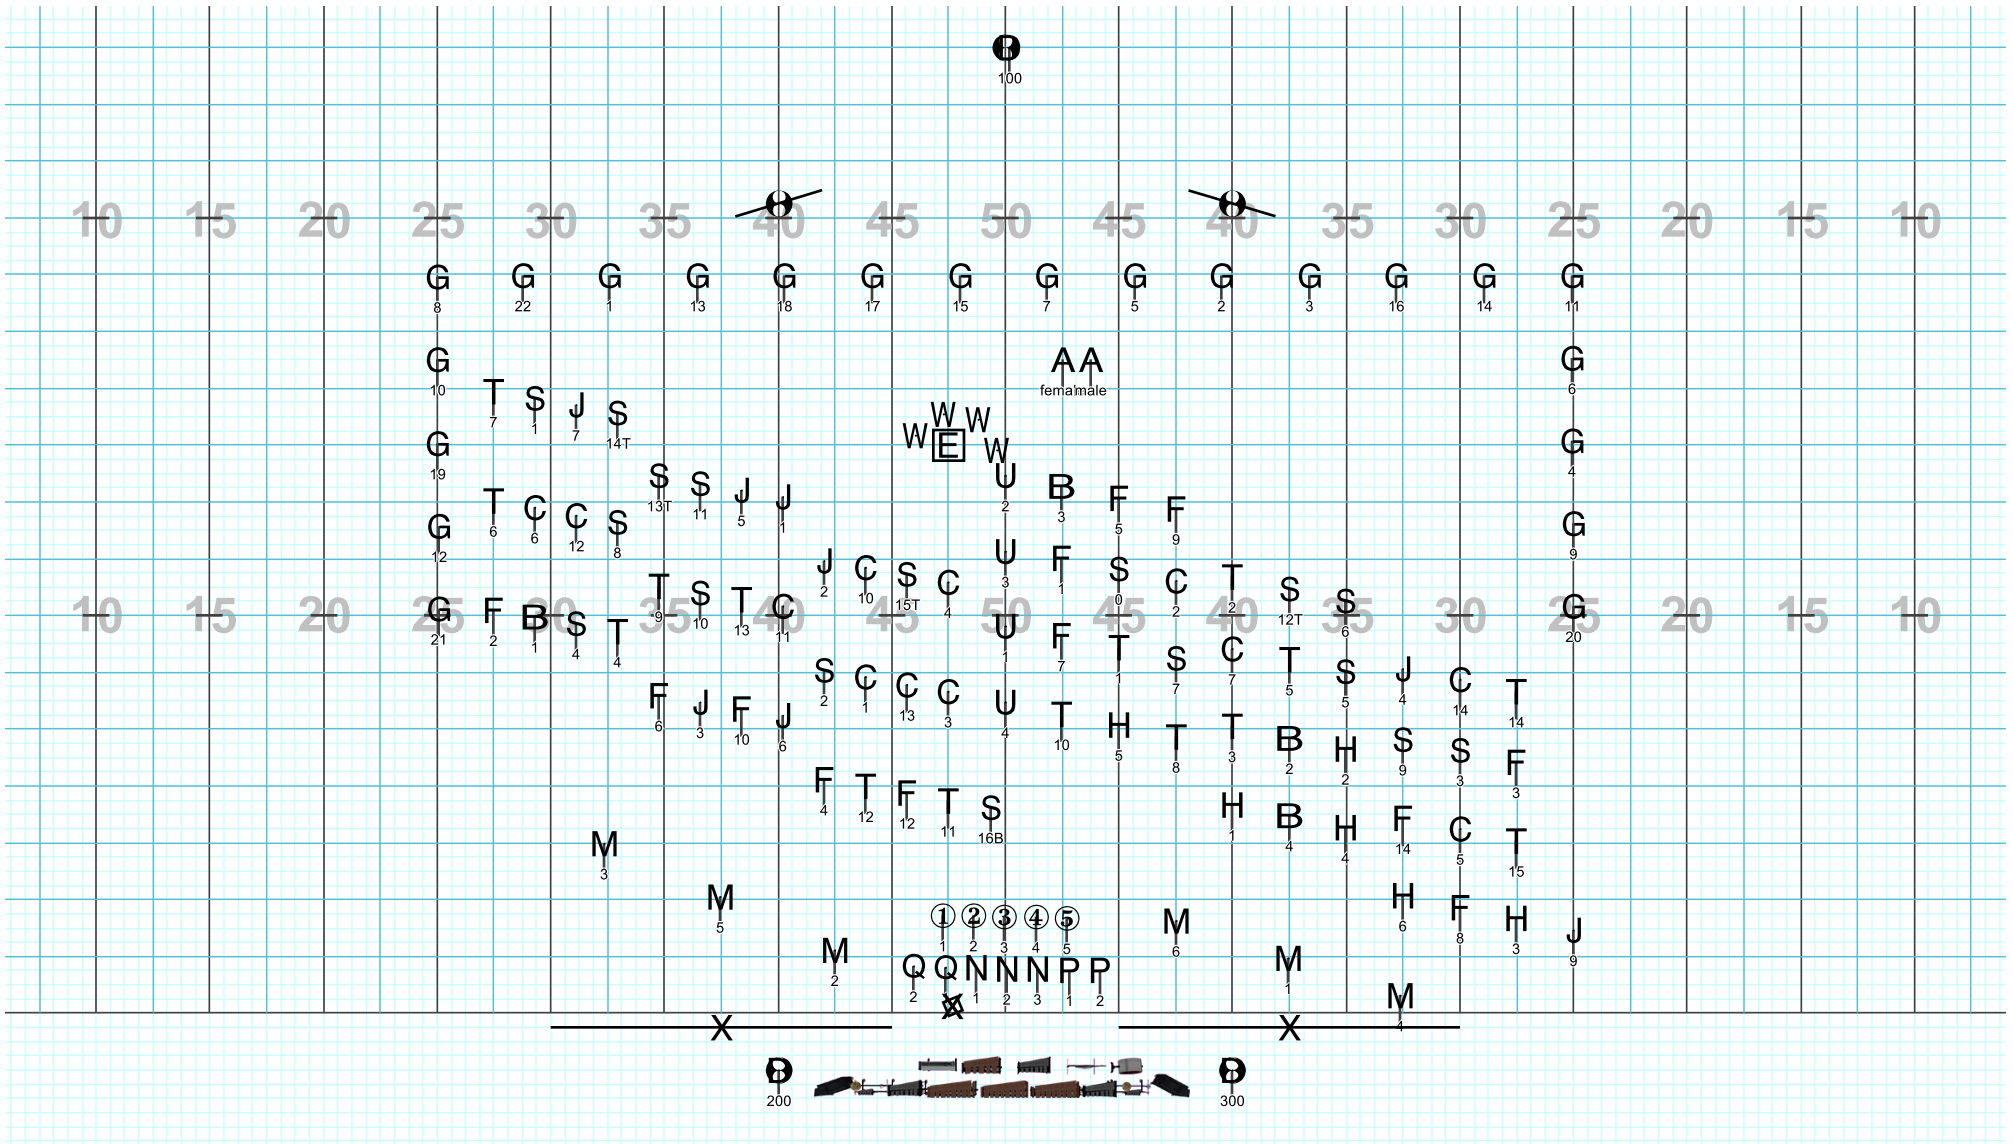 D
100
8 8
10 15 20 25 30 35 40 45 50 45 40 35 30 25 20 15 10
G G G G G G G G G G G G G G
8 22 1 13 18 17 15 7 5 2 3 16 14 11
G A A G
10 female male 6
T S J S
7 1 7 14T
W W W W
E
G G
19 4
S S J J U B F F
13T 11 5 1 2 3 5 9
T C C S
6 6 12 8
G G
12 9
J C S C U F S C T S S
2 10 15T 4 3 1 0 2 2 12T 6
T S T C
9 10 13 11
10 15 20 25 30 35 40 45 50 45 40 35 30 25 20 15 10
G F B S T G
21 2 1 4 4 20
U F T S C T S J C T
1 7 1 7 7 5 5 4 14 14
S C C C
2 1 13 3
F J F J
6 3 10 6
U T H T T B H S S F
4 10 5 8 3 2 2 9 3 3
F T F T S
4 12 12 11 16B
H B H F C T
1 4 4 14 5 15
M
3
M
5
H F H J
6 8 3 9
① ② ③ ④ ⑤
1 2 3 4 5
M M M
2 6 1
Q Q N N N P P
2 1 2 3 1 2
M
4
X X X
D D
200 300